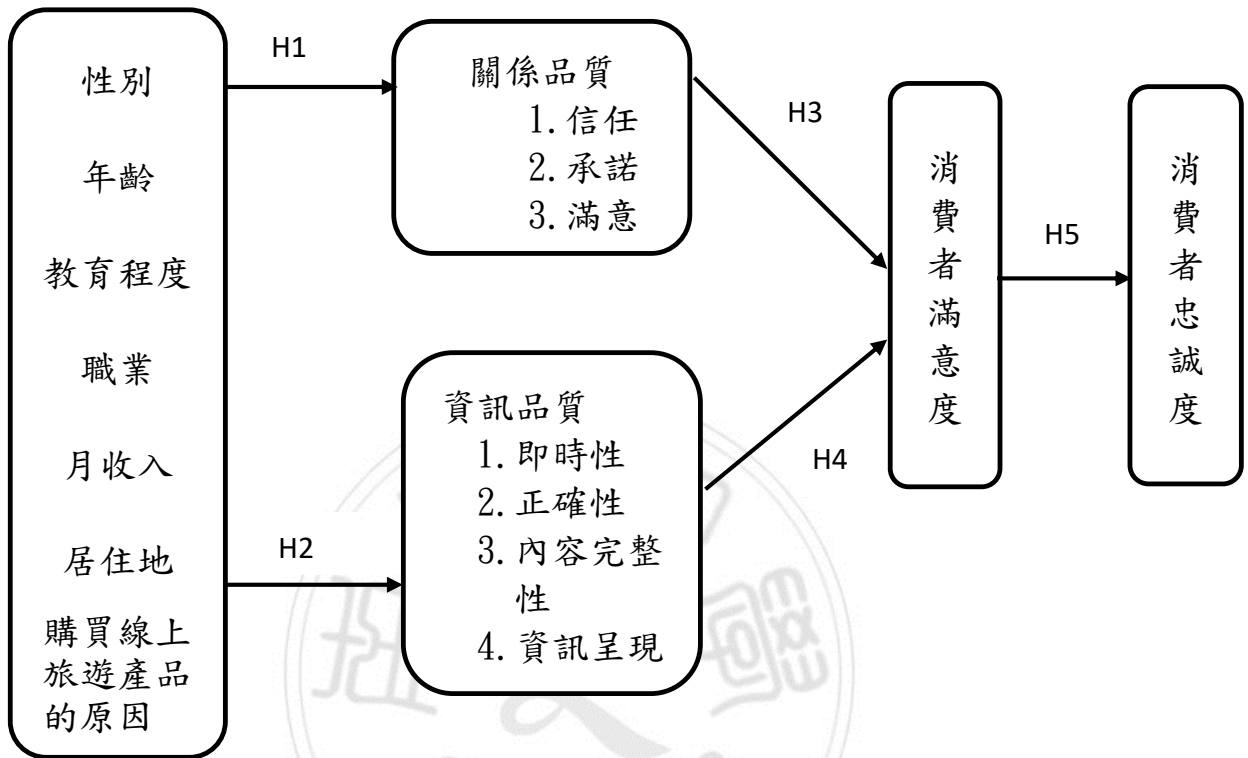 性別
年齡
教育程度
職業
月收入
居住地
購買線上
旅遊產品
的原因
H1
H2
關係品質
1.信任
2.承諾
3.滿意
資訊品質
1.即時性
2.正確性
3.內容完整
性
4.資訊呈現
H3
H4
消費者滿意度
H5
消費者忠誠度